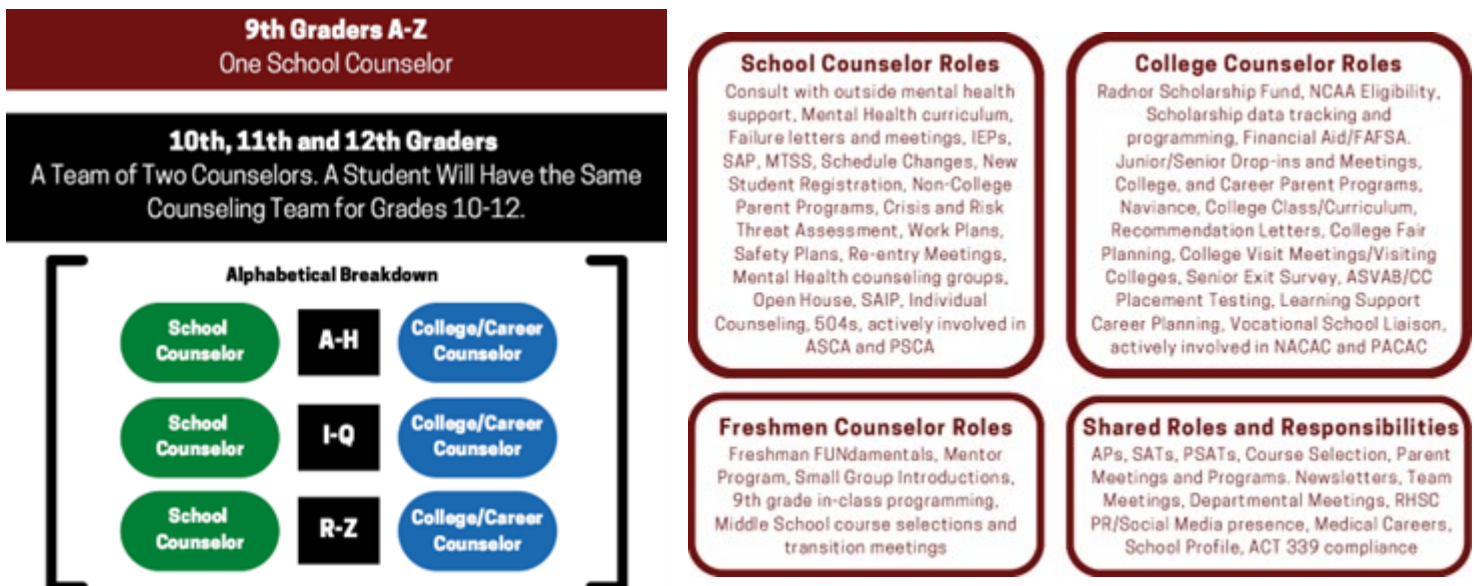 9th Graders A-Z
One School Counselor
10th, 11th and 12th Graders
A Team of Two Counselors. A Student Will Have the Same
Counseling Team for Grades 10-12.
Alphabetical Breakdown
School
Counselor
A-H
College/Career
Counselor
School
Counselor
I-Q
College/Career
Counselor
School
Counselor
R-Z
College/Career
Counselor
School Counselor Roles
Consult with outside mental health
support, Mental Health curriculum,
Failure letters and meetings, IEPs,
SAP, MTSS, Schedule Changes, New
Student Registration, Non-College
Parent Programs, Crisis and Risk
Threat Assessment, Work Plans,
Safety Plans, Re-entry Meetings,
Mental Health counseling groups,
Open House, SAIP, Individual
Counseling, 504s, actively involved in
ASCA and PSCA
College Counselor Roles
Radnor Scholarship Fund, NCAA Eligibility,
Scholarship data tracking and
programming, Financial Aid/FAFSA.
Junior/Senior Drop-ins and Meetings,
College, and Career Parent Programs,
Naviance, College Class/Curriculum,
Recommendation Letters, College Fair
Planning, College Visit Meetings/Visiting
Colleges, Senior Exit Survey, ASVAB/CC
Placement Testing, Learning Support
Career Planning, Vocational School Liaison,
actively involved in NACAC and PACAC
Freshmen Counselor Roles
Freshman FUNdamentals, Mentor
Program, Small Group Introductions,
9th grade in-class programming,
Middle School course selections and
transition meetings
Shared Roles and Responsibilities
APs, SATs, PSATs, Course Selection, Parent
Meetings and Programs. Newsletters, Team
Meetings, Departmental Meetings, RHSC
PR/Social Media presence, Medical Careers,
School Profile, ACT 339 compliance